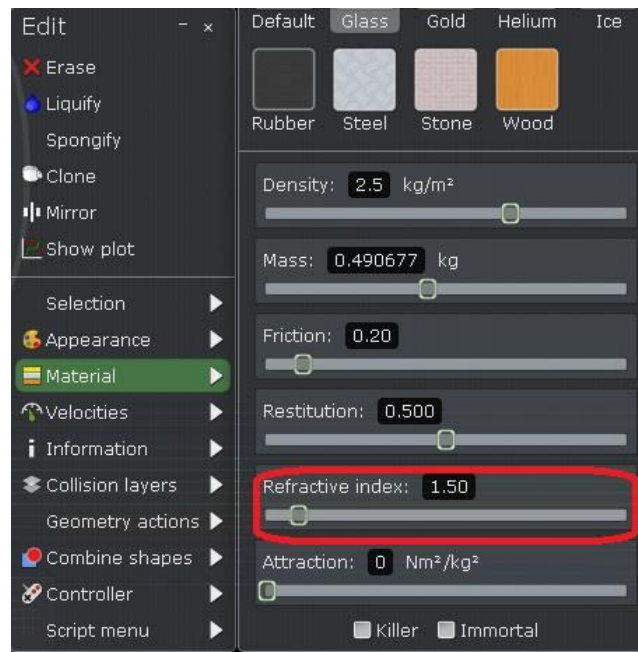 Edit - ×
Erase
Liquify
Spongify
Clone
Mirror
Show plot
Selection
Appearance
Material
Velocities
Information
Collision layers
Geometry actions
Combine shapes
Controller
Script menu
Default Glass Gold Helium Ice
Rubber Steel Stone Wood
Density: 2.5 kg/m²
Mass: 0.490677 kg
Friction: 0.20
Restitution: 0.500
Refractive index: 1.50
Attraction: 0 Nm²/kg²
Killer Immortal